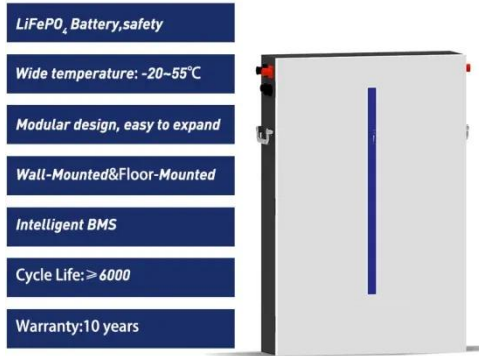 LiFePO₄ Battery,safety
Wide temperature: -20~55℃
Modular design, easy to expand
Wall-Mounted&Floor-Mounted
Intelligent BMS
Cycle Life:≥6000
Warranty:10 years